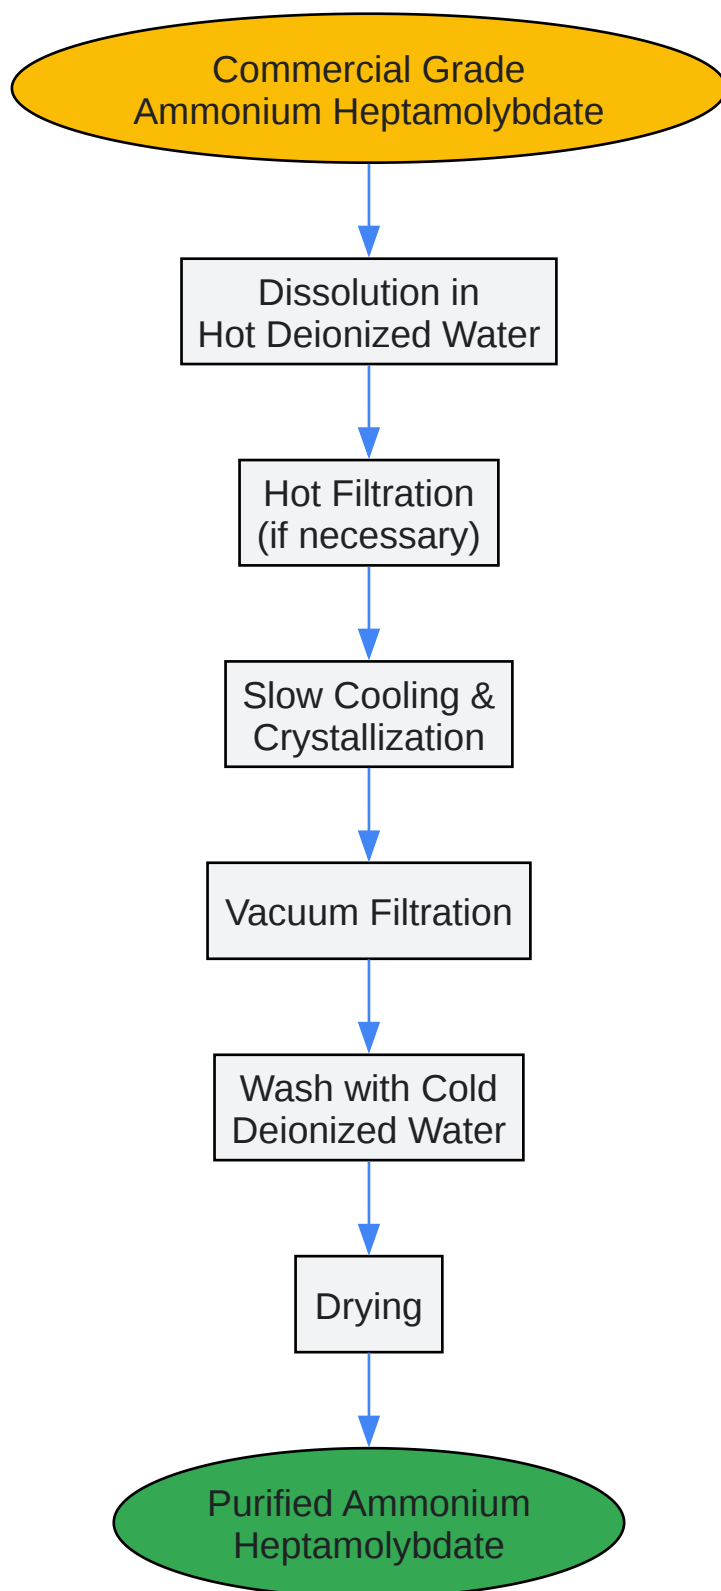 Commercial Grade
Ammonium Heptamolybdate
Dissolution in
Hot Deionized Water
Hot Filtration
(if necessary)
Slow Cooling &
Crystallization
Vacuum Filtration
Wash with Cold
Deionized Water
Drying
Purified Ammonium
Heptamolybdate